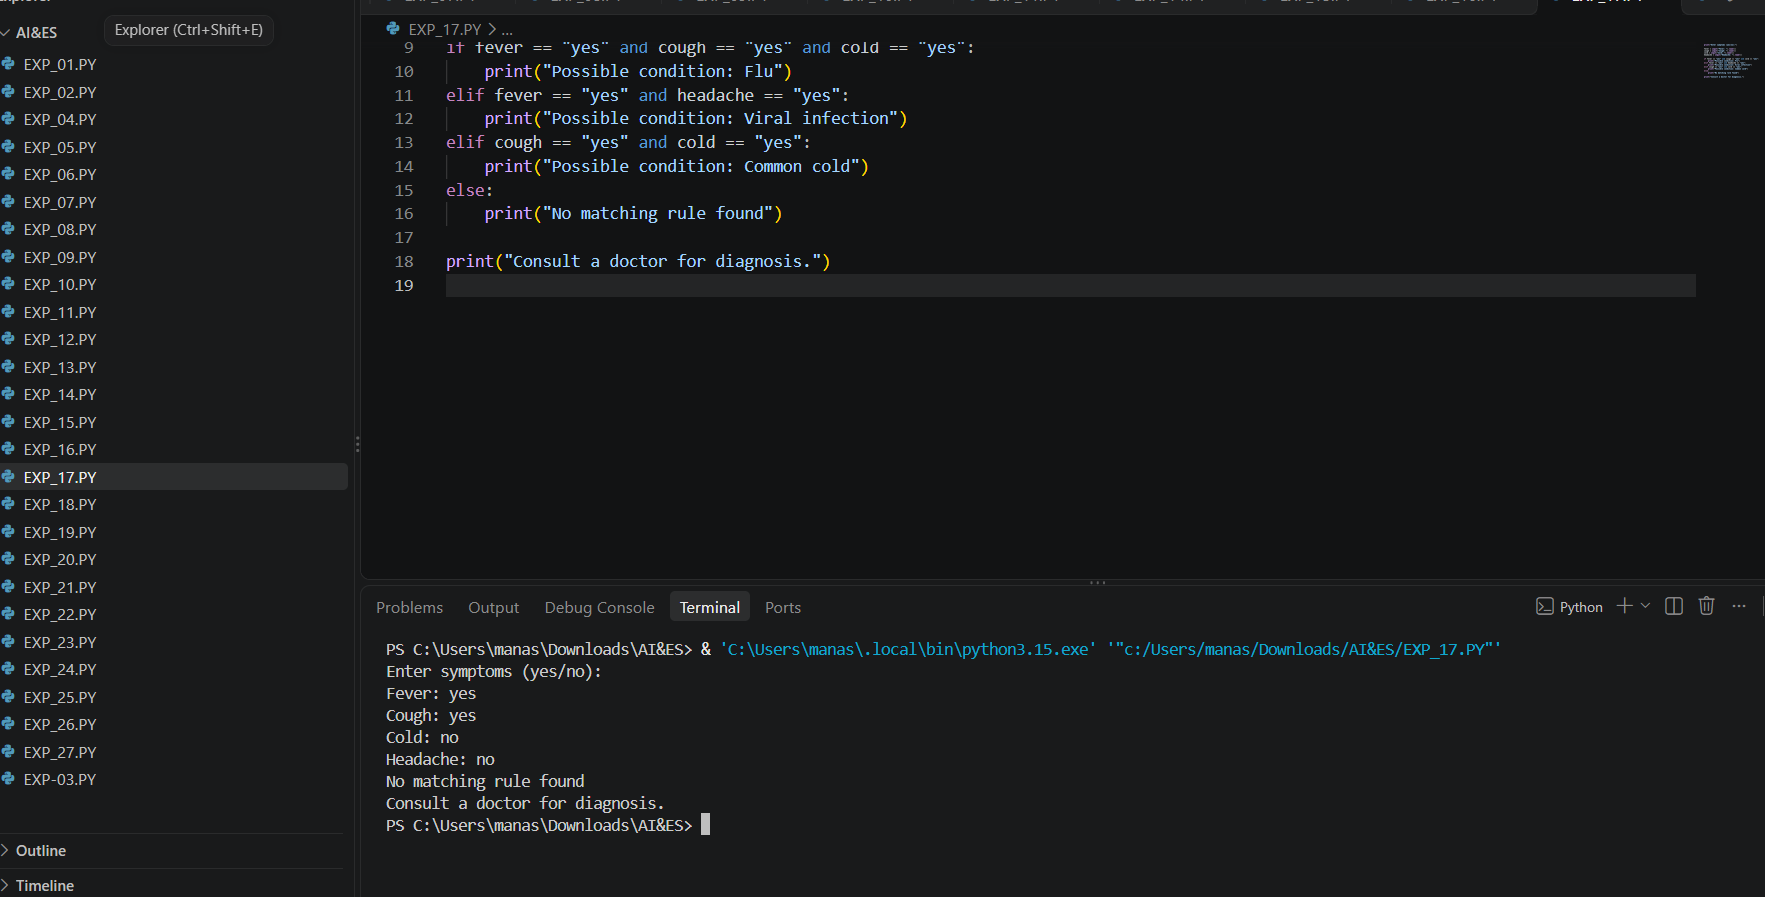 AI&ES
Explorer (Ctrl+Shift+E)
EXP_01.PY
EXP_02.PY
EXP_04.PY
EXP_05.PY
EXP_06.PY
EXP_07.PY
EXP_08.PY
EXP_09.PY
EXP_10.PY
EXP_11.PY
EXP_12.PY
EXP_13.PY
EXP_14.PY
EXP_15.PY
EXP_16.PY
EXP_17.PY
EXP_18.PY
EXP_19.PY
EXP_20.PY
EXP_21.PY
EXP_22.PY
EXP_23.PY
EXP_24.PY
EXP_25.PY
EXP_26.PY
EXP_27.PY
EXP-03.PY
Outline
Timeline
EXP_17.PY > ...
9 if fever == "yes" and cough == "yes" and cold == "yes":
10     print("Possible condition: Flu")
11 elif fever == "yes" and headache == "yes":
12     print("Possible condition: Viral infection")
13 elif cough == "yes" and cold == "yes":
14     print("Possible condition: Common cold")
15 else:
16     print("No matching rule found")
17
18 print("Consult a doctor for diagnosis.")
19
Problems Output Debug Console Terminal Ports
Python
PS C:\Users\manas\Downloads\AI&ES> & 'C:\Users\manas\.local\bin\python3.15.exe' '"c:/Users/manas/Downloads/AI&ES/EXP_17.PY"'
Enter symptoms (yes/no):
Fever: yes
Cough: yes
Cold: no
Headache: no
No matching rule found
Consult a doctor for diagnosis.
PS C:\Users\manas\Downloads\AI&ES>